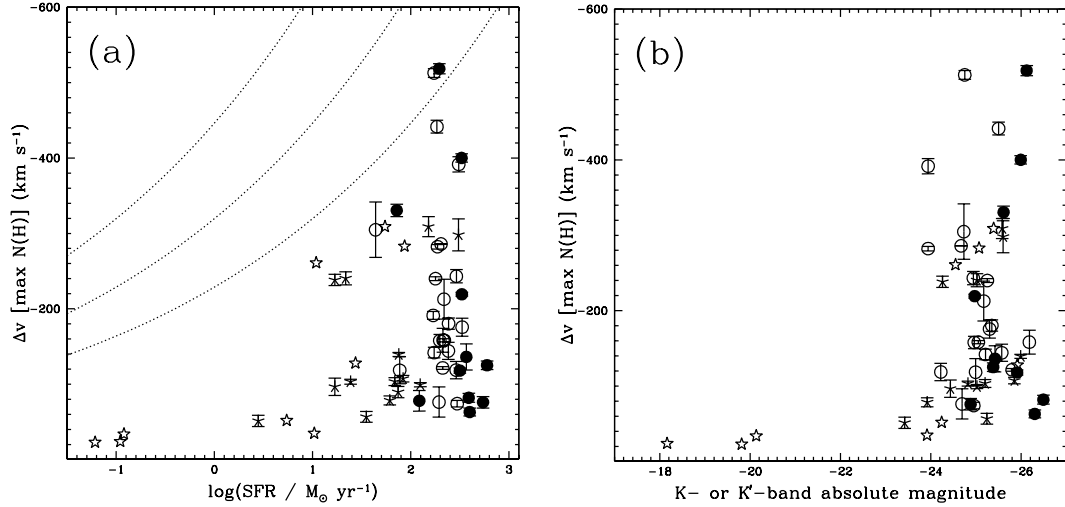 (a)
Δv [max N(H)] (km s⁻¹)
-600
-400
-200
-1
0
1
2
3
log(SFR / M⊙ yr⁻¹)
(b)
Δv [max N(H)] (km s⁻¹)
-600
-400
-200
-18
-20
-22
-24
-26
K- or K′-band absolute magnitude